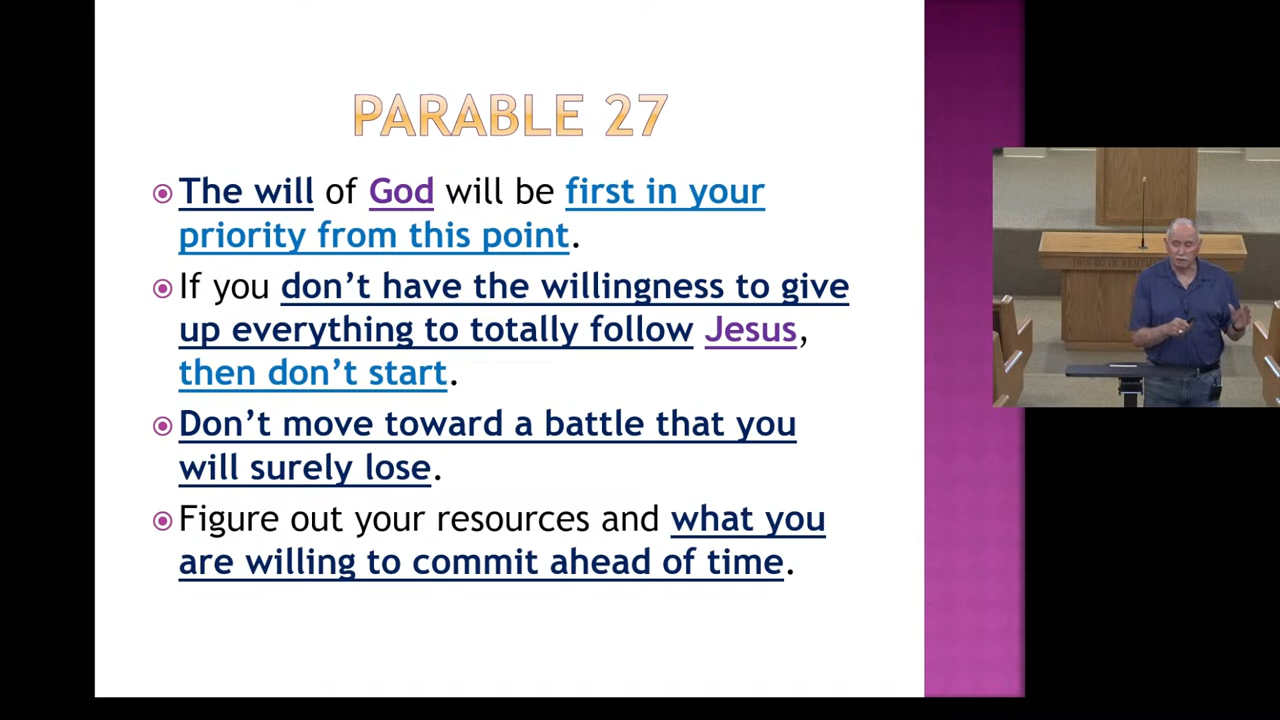 PARABLE 27
The will of God will be first in your
priority from this point.
If you don't have the willingness to give
up everything to totally follow Jesus,
then don't start.
Don't move toward a battle that you
will surely lose.
Figure out your resources and what you
are willing to commit ahead of time.